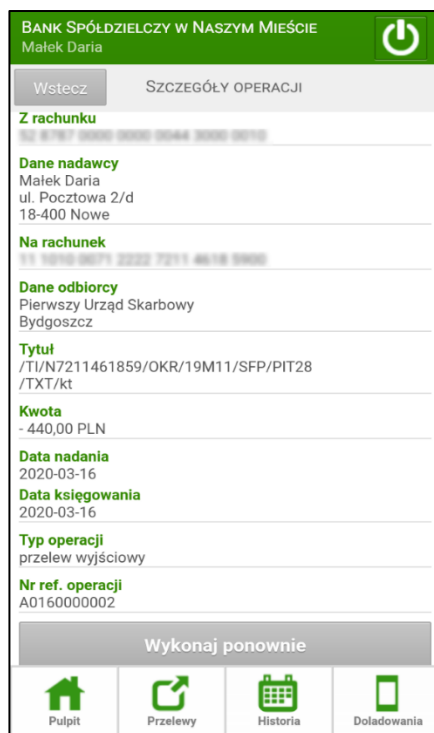 BANK SPÓŁDZIELCZY W NASZYM MIEŚCIE
Małek Daria
Wstecz
SZCZEGÓŁY OPERACJI
Z rachunku
Dane nadawcy
Małek Daria
ul. Pocztowa 2/d
18-400 Nowe
Na rachunek
Dane odbiorcy
Pierwszy Urząd Skarbowy
Bydgoszcz
Tytuł
/TI/N7211461859/OKR/19M11/SFP/PIT28
/TXT/kt
Kwota
- 440,00 PLN
Data nadania
2020-03-16
Data księgowania
2020-03-16
Typ operacji
przelew wyjściowy
Nr ref. operacji
A0160000002
Wykonaj ponownie
Pulpit
Przelewy
Historia
Doladowania